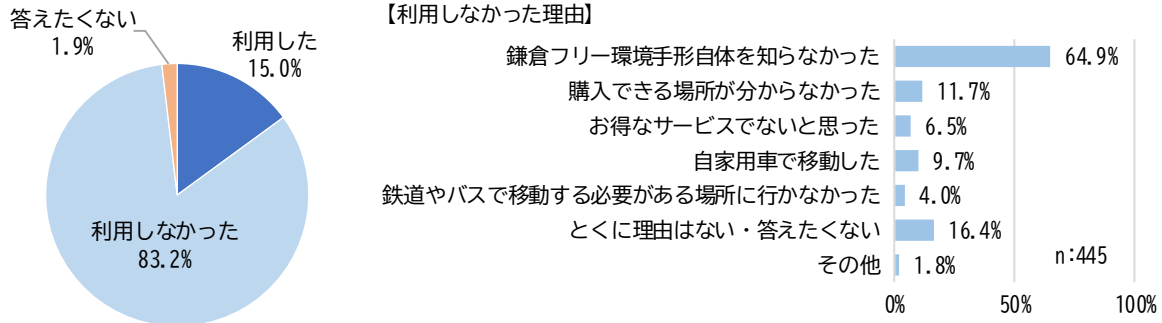 答えたくない
1.9%
利用した
15.0%
利用しなかった
83.2%
【利用しなかった理由】
鎌倉フリー環境手形自体を知らなかった 64.9%
購入できる場所が分からなかった 11.7%
お得なサービスでないと思った 6.5%
自家用車で移動した 9.7%
鉄道やバスで移動する必要がある場所に行かなかった 4.0%
とくに理由はない・答えたくない 16.4%
その他 1.8%
n:445
0% 50% 100%